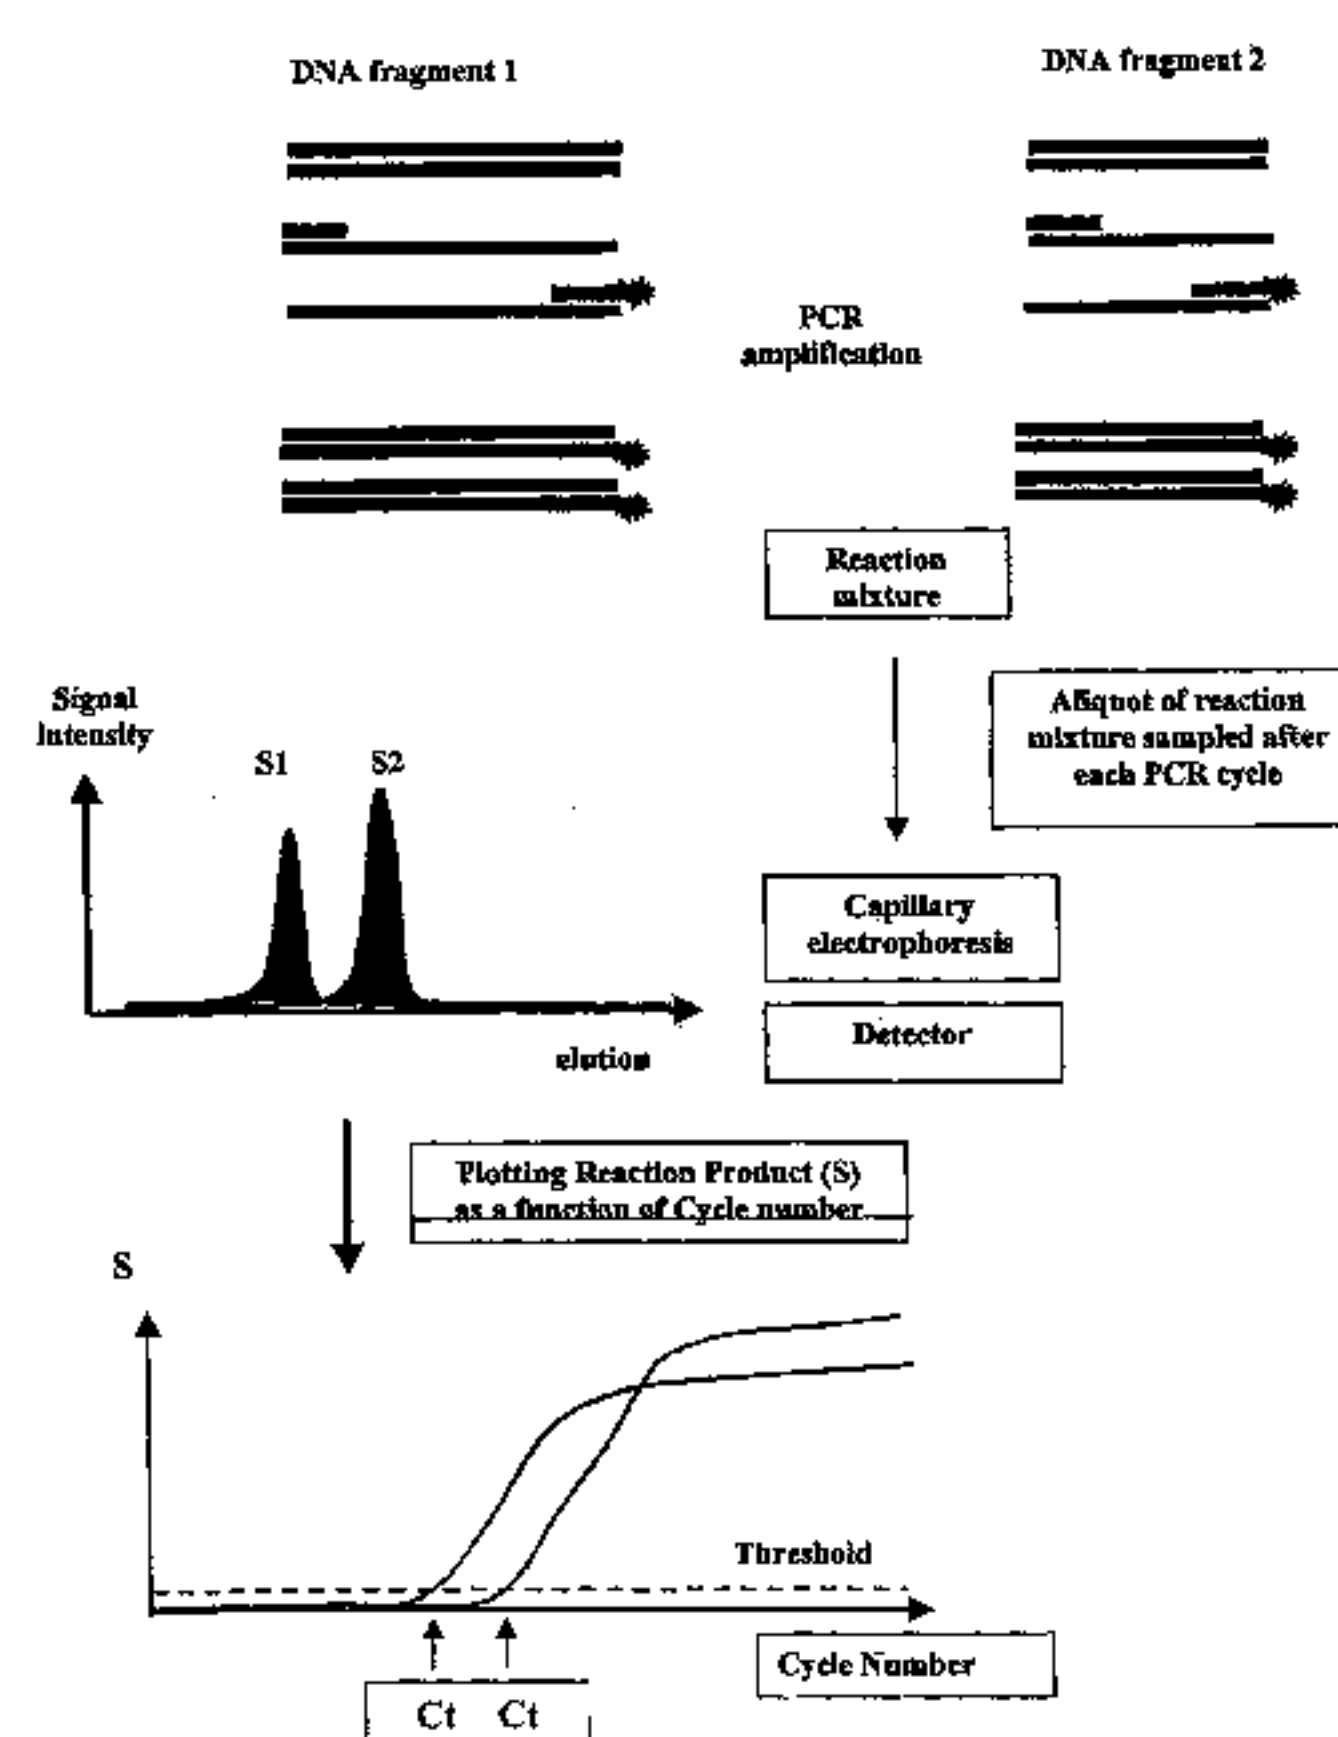 DNA fragment 1
DNA fragment 2
PCR
amplification
Reaction
mixture
Aliquot of reaction
mixture sampled after
each PCR cycle
Signal
Intensity
S1
S2
Capillary
electrophoresis
Detector
elution
Plotting Reaction Product (S)
as a function of Cycle number
S
Threshold
Cycle Number
Ct Ct